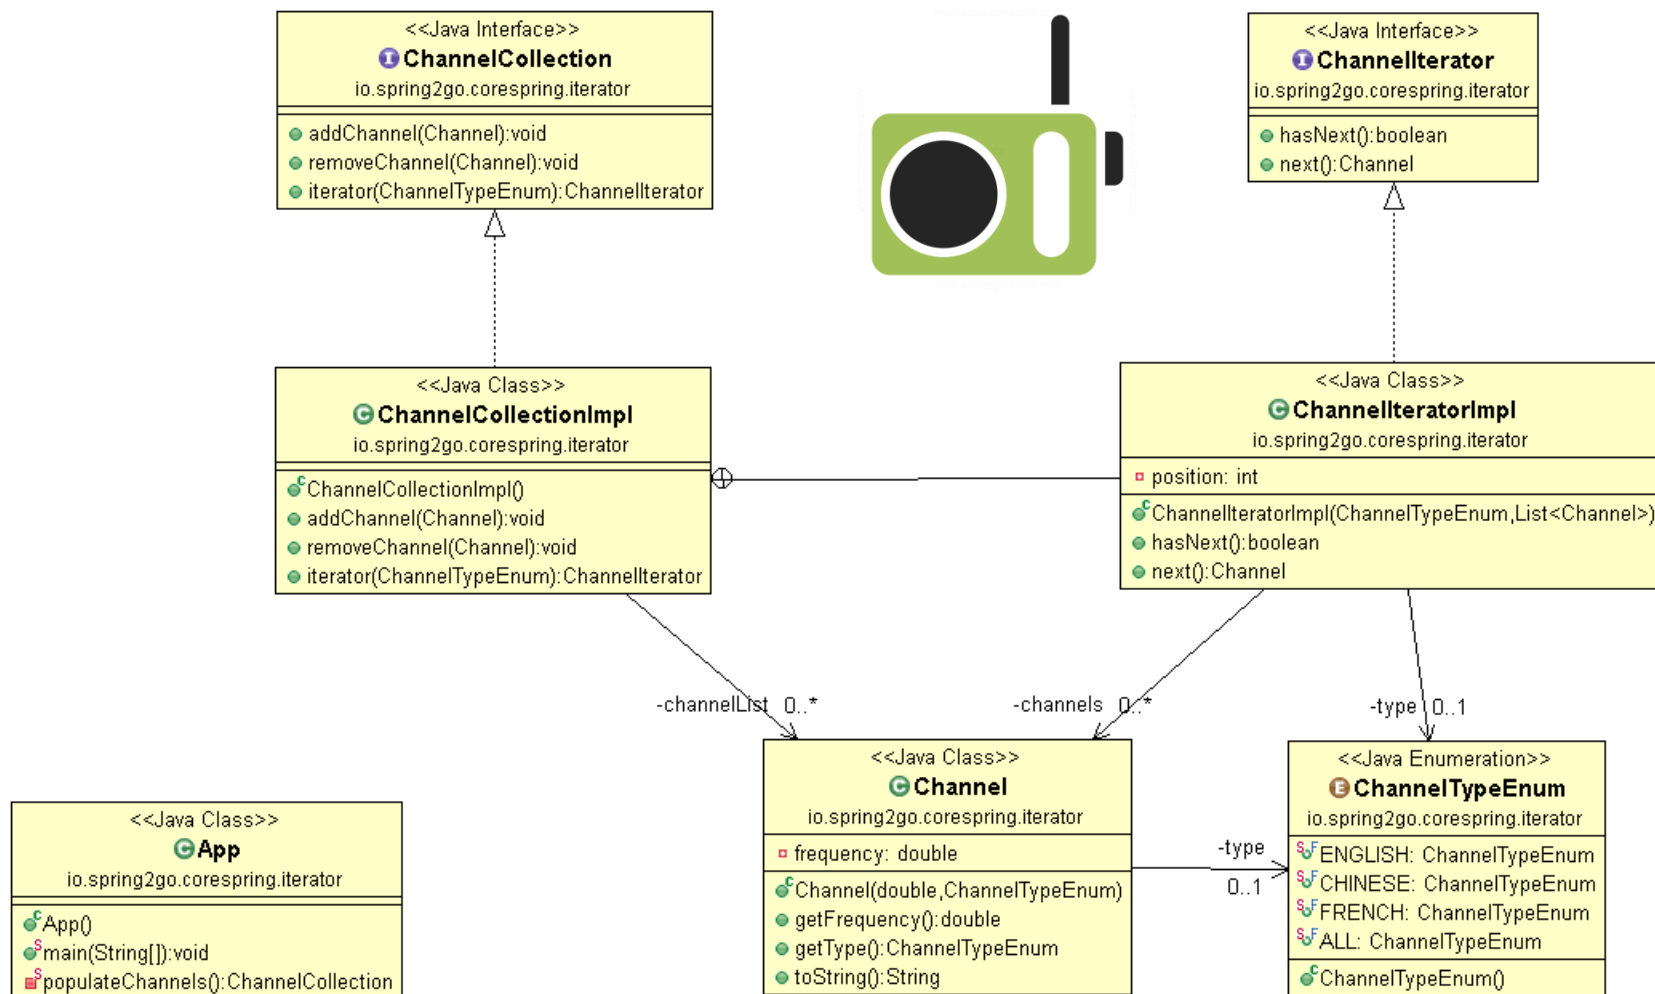 <<Java Interface>>
I ChannelCollection
io.spring2go.corespring.iterator
addChannel(Channel):void
removeChannel(Channel):void
iterator(ChannelTypeEnum):ChannelIterator
<<Java Interface>>
I ChannelIterator
io.spring2go.corespring.iterator
hasNext():boolean
next():Channel
<<Java Class>>
C ChannelCollectionImpl
io.spring2go.corespring.iterator
C ChannelCollectionImpl()
addChannel(Channel):void
removeChannel(Channel):void
iterator(ChannelTypeEnum):ChannelIterator
<<Java Class>>
C ChannelIteratorImpl
io.spring2go.corespring.iterator
position: int
C ChannelIteratorImpl(ChannelTypeEnum,List<Channel>)
hasNext():boolean
next():Channel
-channelList 0..*
-channels 0..*
-type 0..1
<<Java Class>>
C App
io.spring2go.corespring.iterator
C App()
S main(String[]):void
S populateChannels():ChannelCollection
<<Java Class>>
C Channel
io.spring2go.corespring.iterator
frequency: double
C Channel(double,ChannelTypeEnum)
getFrequency():double
getType():ChannelTypeEnum
toString():String
-type
0..1
<<Java Enumeration>>
E ChannelTypeEnum
io.spring2go.corespring.iterator
S F ENGLISH: ChannelTypeEnum
S F CHINESE: ChannelTypeEnum
S F FRENCH: ChannelTypeEnum
S F ALL: ChannelTypeEnum
C ChannelTypeEnum()